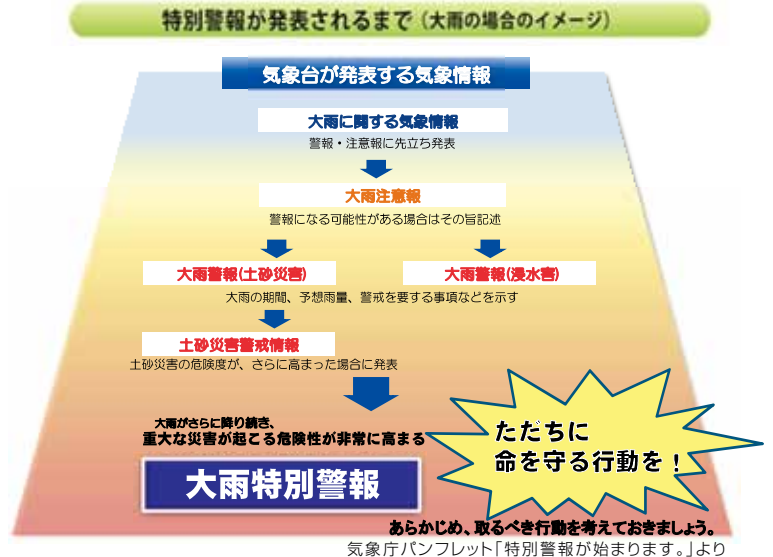 特別警報が発表されるまで（大雨の場合のイメージ）
気象台が発表する気象情報
大雨に関する気象情報
警報・注意報に先立ち発表
大雨注意報
警報になる可能性がある場合はその旨記述
大雨警報(土砂災害)
大雨警報(浸水害)
大雨の期間、予想雨量、警戒を要する事項などを示す
土砂災害警戒情報
土砂災害の危険度が、さらに高まった場合に発表
大雨がさらに降り続き、
重大な災害が起こる危険性が非常に高まる
大雨特別警報
ただちに
命を守る行動を！
あらかじめ、取るべき行動を考えておきましょう。
気象庁パンフレット「特別警報が始まります。」より